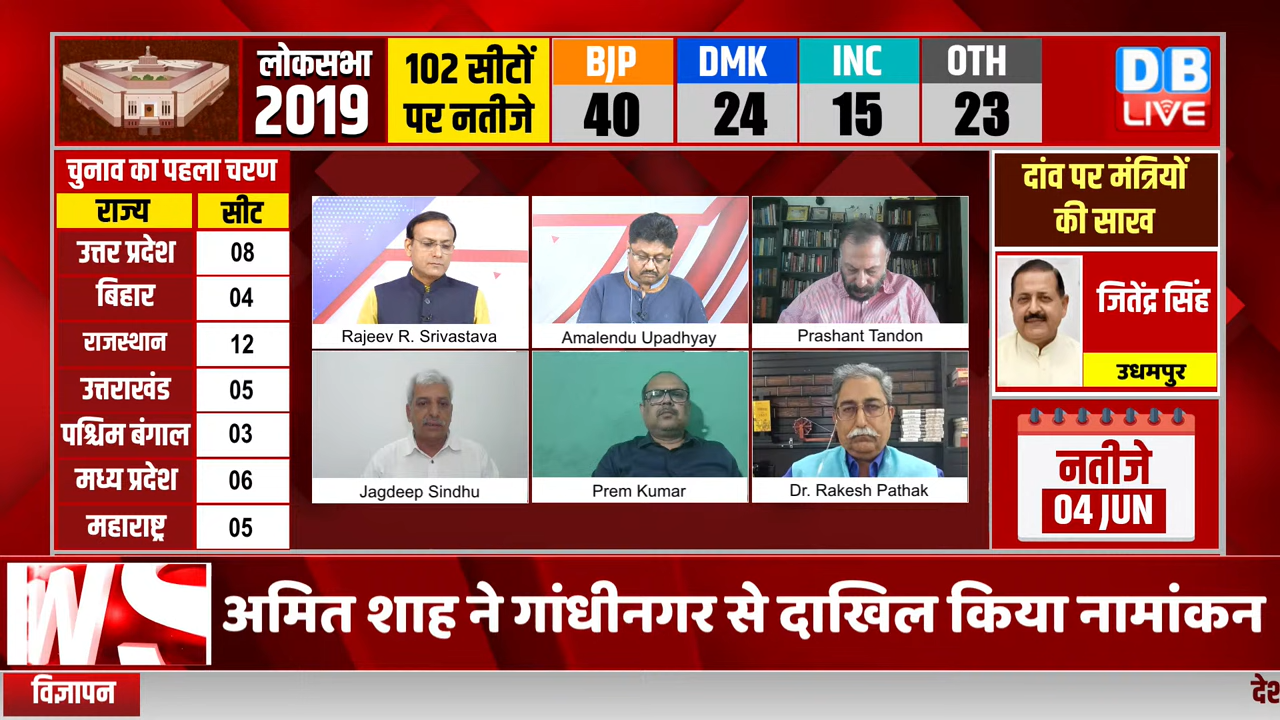 लोकसभा
2019
102 सीटों
पर नतीजे
BJP
40
DMK
24
INC
15
OTH
23
DB
LIVE
चुनाव का पहला चरण
राज्य सीट
उत्तर प्रदेश 08
बिहार 04
राजस्थान 12
उत्तराखंड 05
पश्चिम बंगाल 03
मध्य प्रदेश 06
महाराष्ट्र 05
Rajeev R. Srivastava
Amalendu Upadhyay
Prashant Tandon
Jagdeep Sindhu
Prem Kumar
Dr. Rakesh Pathak
दांव पर मंत्रियों
की साख
जितेंद्र सिंह
उधमपुर
नतीजे
04 JUN
WS
अमित शाह ने गांधीनगर से दाखिल किया नामांकन
विज्ञापन